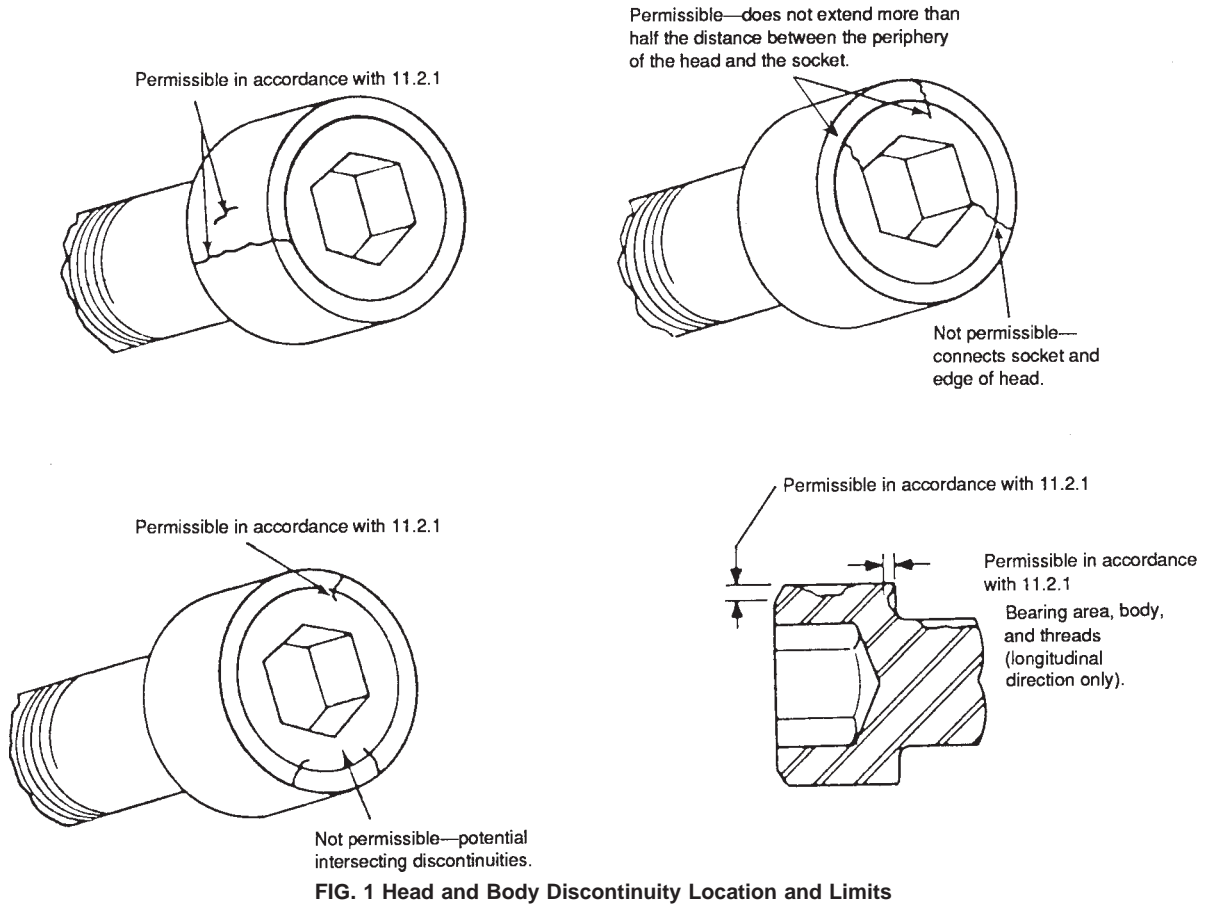 Permissible in accordance with 11.2.1
Permissible—does not extend more than
half the distance between the periphery
of the head and the socket.
Not permissible—
connects socket and
edge of head.
Permissible in accordance with 11.2.1
Not permissible—potential
intersecting discontinuities.
Permissible in accordance with 11.2.1
Permissible in accordance
with 11.2.1
Bearing area, body,
and threads
(longitudinal
direction only).
FIG. 1 Head and Body Discontinuity Location and Limits